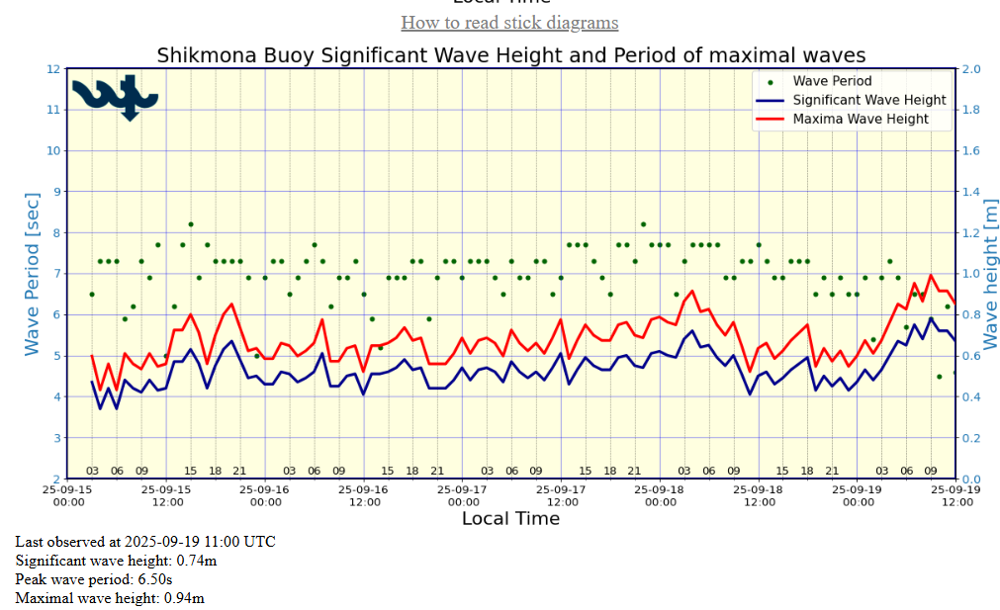 Local Time
How to read stick diagrams
Shikmona Buoy Significant Wave Height and Period of maximal waves
12 2.0
Wave Period
11 1.8
Significant Wave Height
Maxima Wave Height
10 1.6
9 1.4
8 1.2
7 1.0
6 0.8
5 0.6
4 0.4
3 0.2
2 0.0
Wave Period [sec]
Wave height [m]
03 06 09 15 18 21 03 06 09 15 18 21 03 06 09 15 18 21 03 06 09 15 18 21 03 06 09
25-09-15 25-09-15 25-09-16 25-09-16 25-09-17 25-09-17 25-09-18 25-09-18 25-09-19 25-09-19
00:00 12:00 00:00 12:00 00:00 12:00 00:00 12:00 00:00 12:00
Local Time
Last observed at 2025-09-19 11:00 UTC
Significant wave height: 0.74m
Peak wave period: 6.50s
Maximal wave height: 0.94m